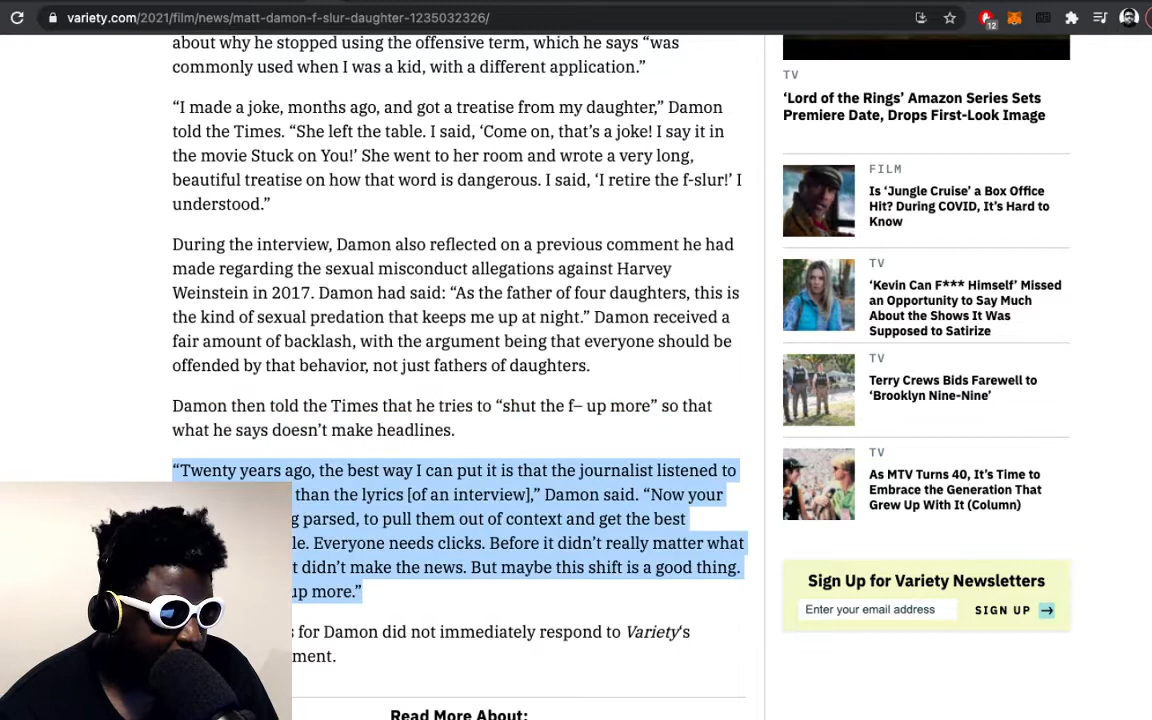 variety.com/2021/film/news/matt-damon-f-slur-daughter-1235032326/
12
about why he stopped using the offensive term, which he says “was
commonly used when I was a kid, with a different application.”
“I made a joke, months ago, and got a treatise from my daughter,” Damon
told the Times. “She left the table. I said, ‘Come on, that’s a joke! I say it in
the movie Stuck on You!’ She went to her room and wrote a very long,
beautiful treatise on how that word is dangerous. I said, ‘I retire the f-slur!’ I
understood.”
During the interview, Damon also reflected on a previous comment he had
made regarding the sexual misconduct allegations against Harvey
Weinstein in 2017. Damon had said: “As the father of four daughters, this is
the kind of sexual predation that keeps me up at night.” Damon received a
fair amount of backlash, with the argument being that everyone should be
offended by that behavior, not just fathers of daughters.
Damon then told the Times that he tries to “shut the f– up more” so that
what he says doesn’t make headlines.
“Twenty years ago, the best way I can put it is that the journalist listened to
than the lyrics [of an interview],” Damon said. “Now your
g parsed, to pull them out of context and get the best
le. Everyone needs clicks. Before it didn’t really matter what
t didn’t make the news. But maybe this shift is a good thing.
up more.”
s for Damon did not immediately respond to Variety‘s
ment.
Read More About:
TV
‘Lord of the Rings’ Amazon Series Sets
Premiere Date, Drops First-Look Image
FILM
Is ‘Jungle Cruise’ a Box Office
Hit? During COVID, It’s Hard to
Know
TV
‘Kevin Can F*** Himself’ Missed
an Opportunity to Say Much
About the Shows It Was
Supposed to Satirize
TV
Terry Crews Bids Farewell to
‘Brooklyn Nine-Nine’
TV
As MTV Turns 40, It’s Time to
Embrace the Generation That
Grew Up With It (Column)
Sign Up for Variety Newsletters
Enter your email address SIGN UP